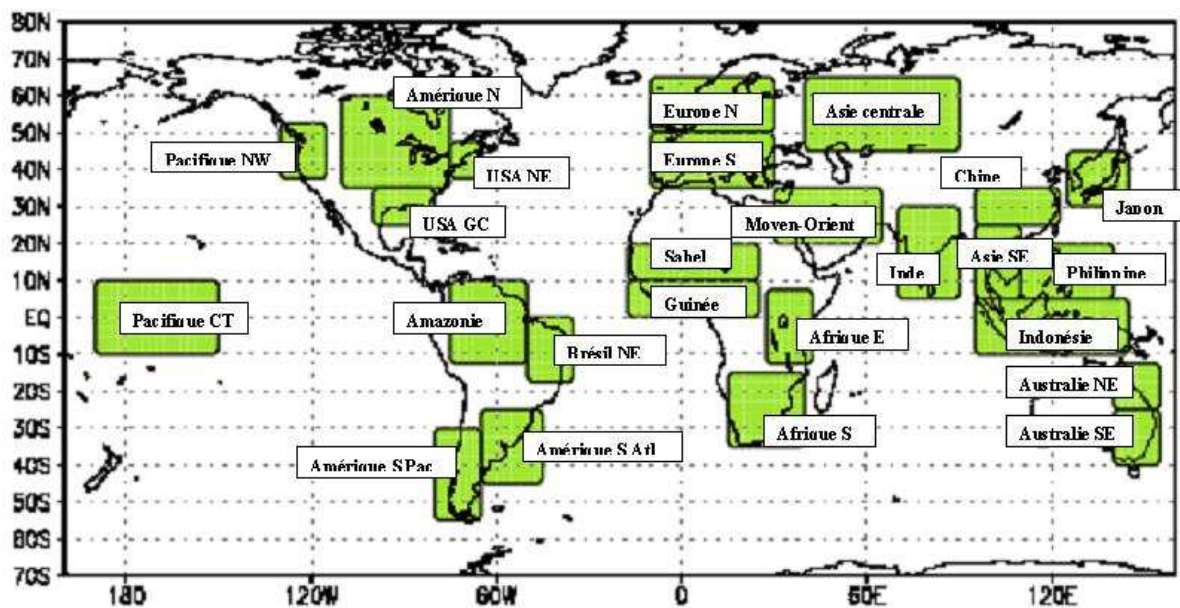 80N
70N
60N
50N
40N
30N
20N
10N
EQ
10S
20S
30S
40S
50S
60S
70S
80S
70S
Amérique N
Europe N
Asie centrale
Pacifique NW
USA NE
Europe S
Chine
Japon
USA GC
Moyen-Orient
Sahel
Inde
Asie SE
Philippine
Guinée
Pacifique CT
Amazonie
Afrique E
Indonésie
Brésil NE
Australie NE
Afrique S
Australie SE
Amérique S Pac
Amérique S Atl
180 120W 60W 0 60E 120E